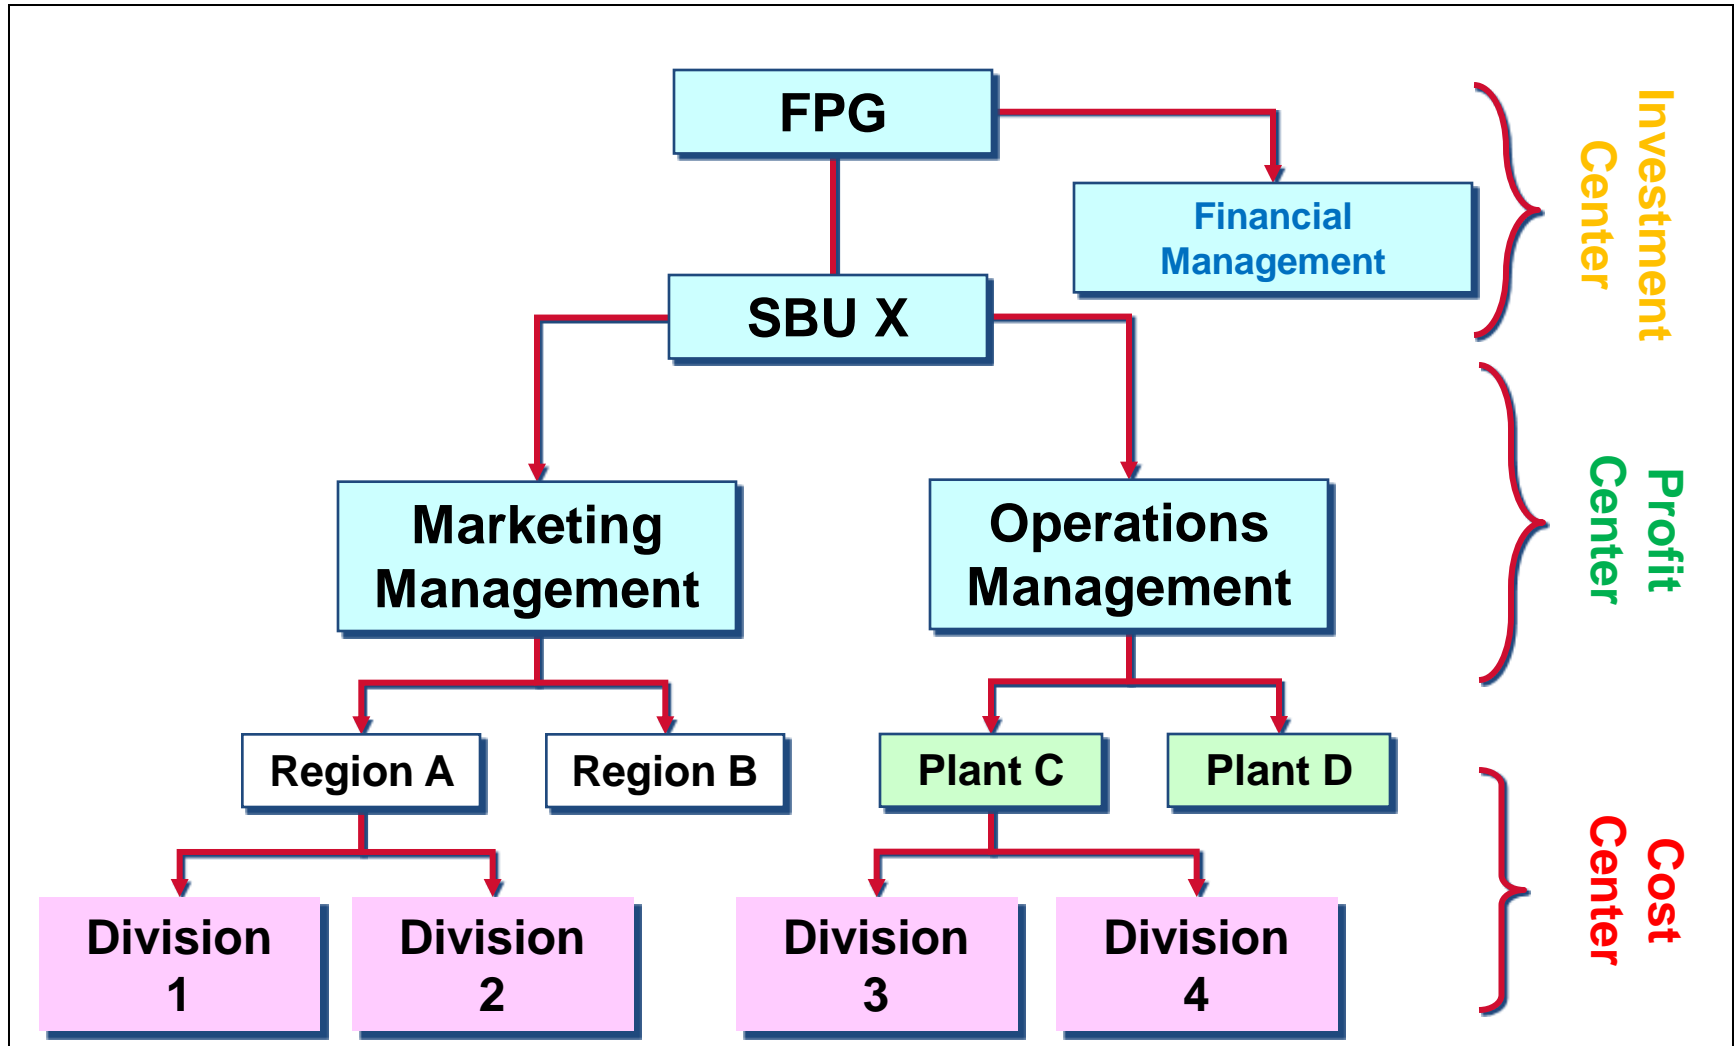 FPG
Financial
Management
SBU X
Investment
Center
Marketing
Management
Operations
Management
Profit
Center
Region A
Region B
Plant C
Plant D
Division
1
Division
2
Division
3
Division
4
Cost
Center